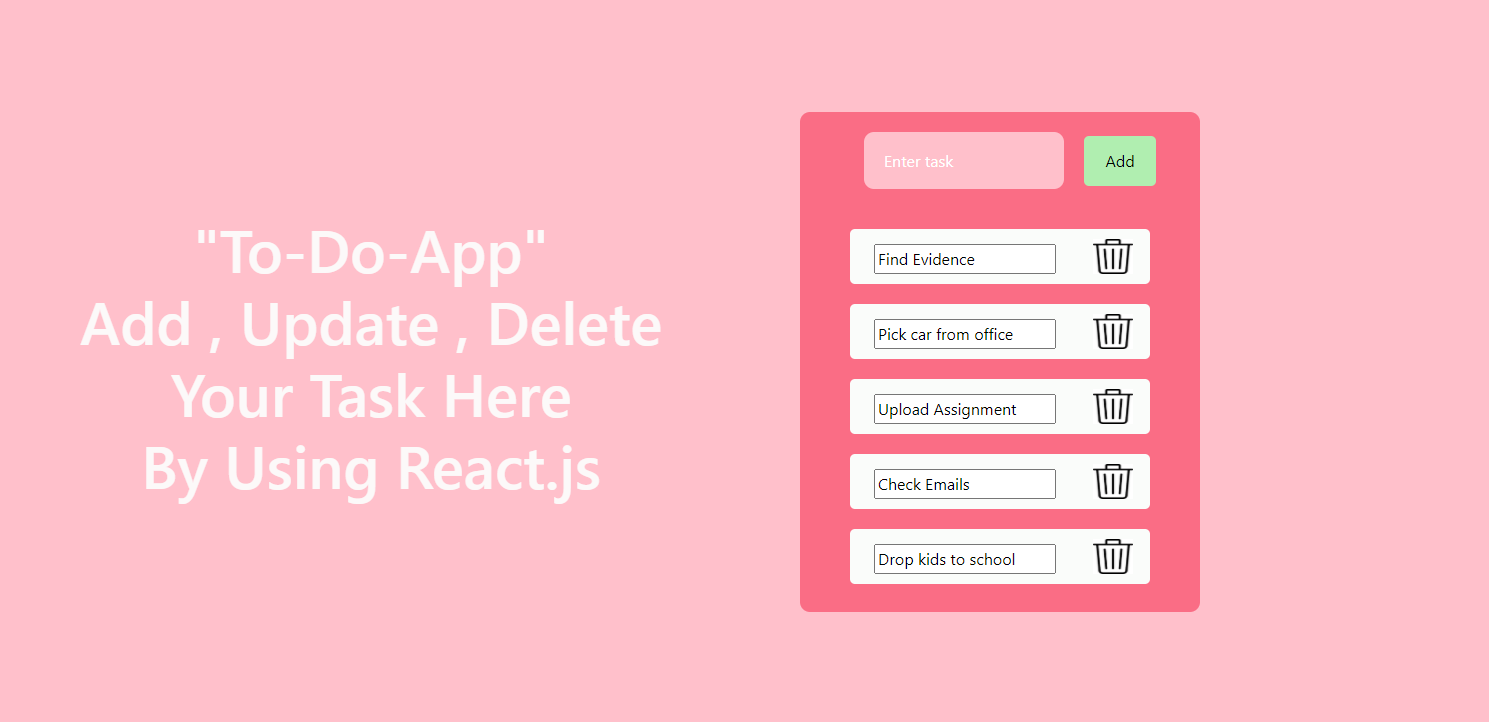 "To-Do-App"
Add , Update , Delete
Your Task Here
By Using React.js
Enter task
Add
Find Evidence
Pick car from office
Upload Assignment
Check Emails
Drop kids to school